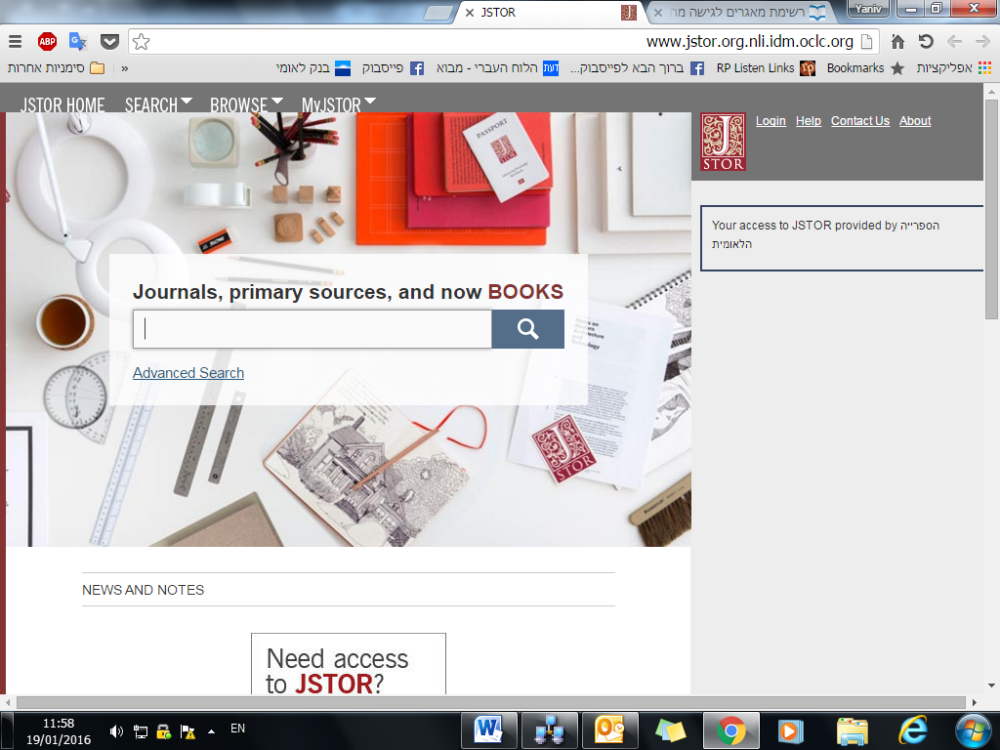 JSTOR
רשימת מאגרים לגישה מר
Yaniv
ABP
www.jstor.org.nli.idm.oclc.org
אפליקציות
Bookmarks
RP Listen Links
ברוך הבא לפייסבוק...
הלוח העברי - מבוא
פייסבוק
בנק לאומי
»
סימניות אחרות
JSTOR HOME SEARCH BROWSE MyJSTOR
PASSPORT
JSTOR
Login Help Contact Us About
Your access to JSTOR provided by הספרייה
הלאומית
Journals, primary sources, and now BOOKS
Advanced Search
JSTOR
NEWS AND NOTES
Need access
to JSTOR?
11:58
19/01/2016
EN